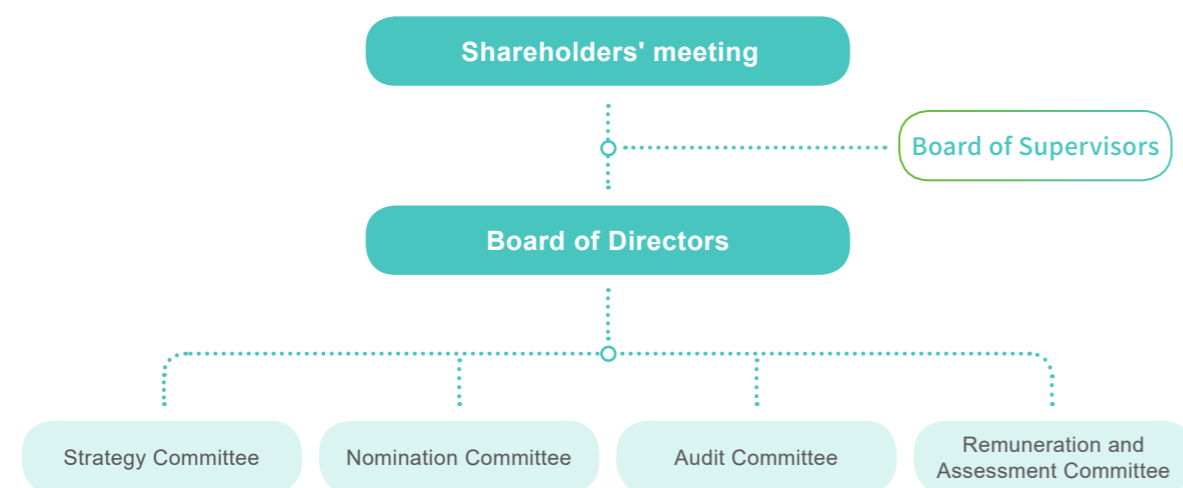 Shareholders' meeting
Board of Supervisors
Board of Directors
Strategy Committee
Nomination Committee
Audit Committee
Remuneration and
Assessment Committee